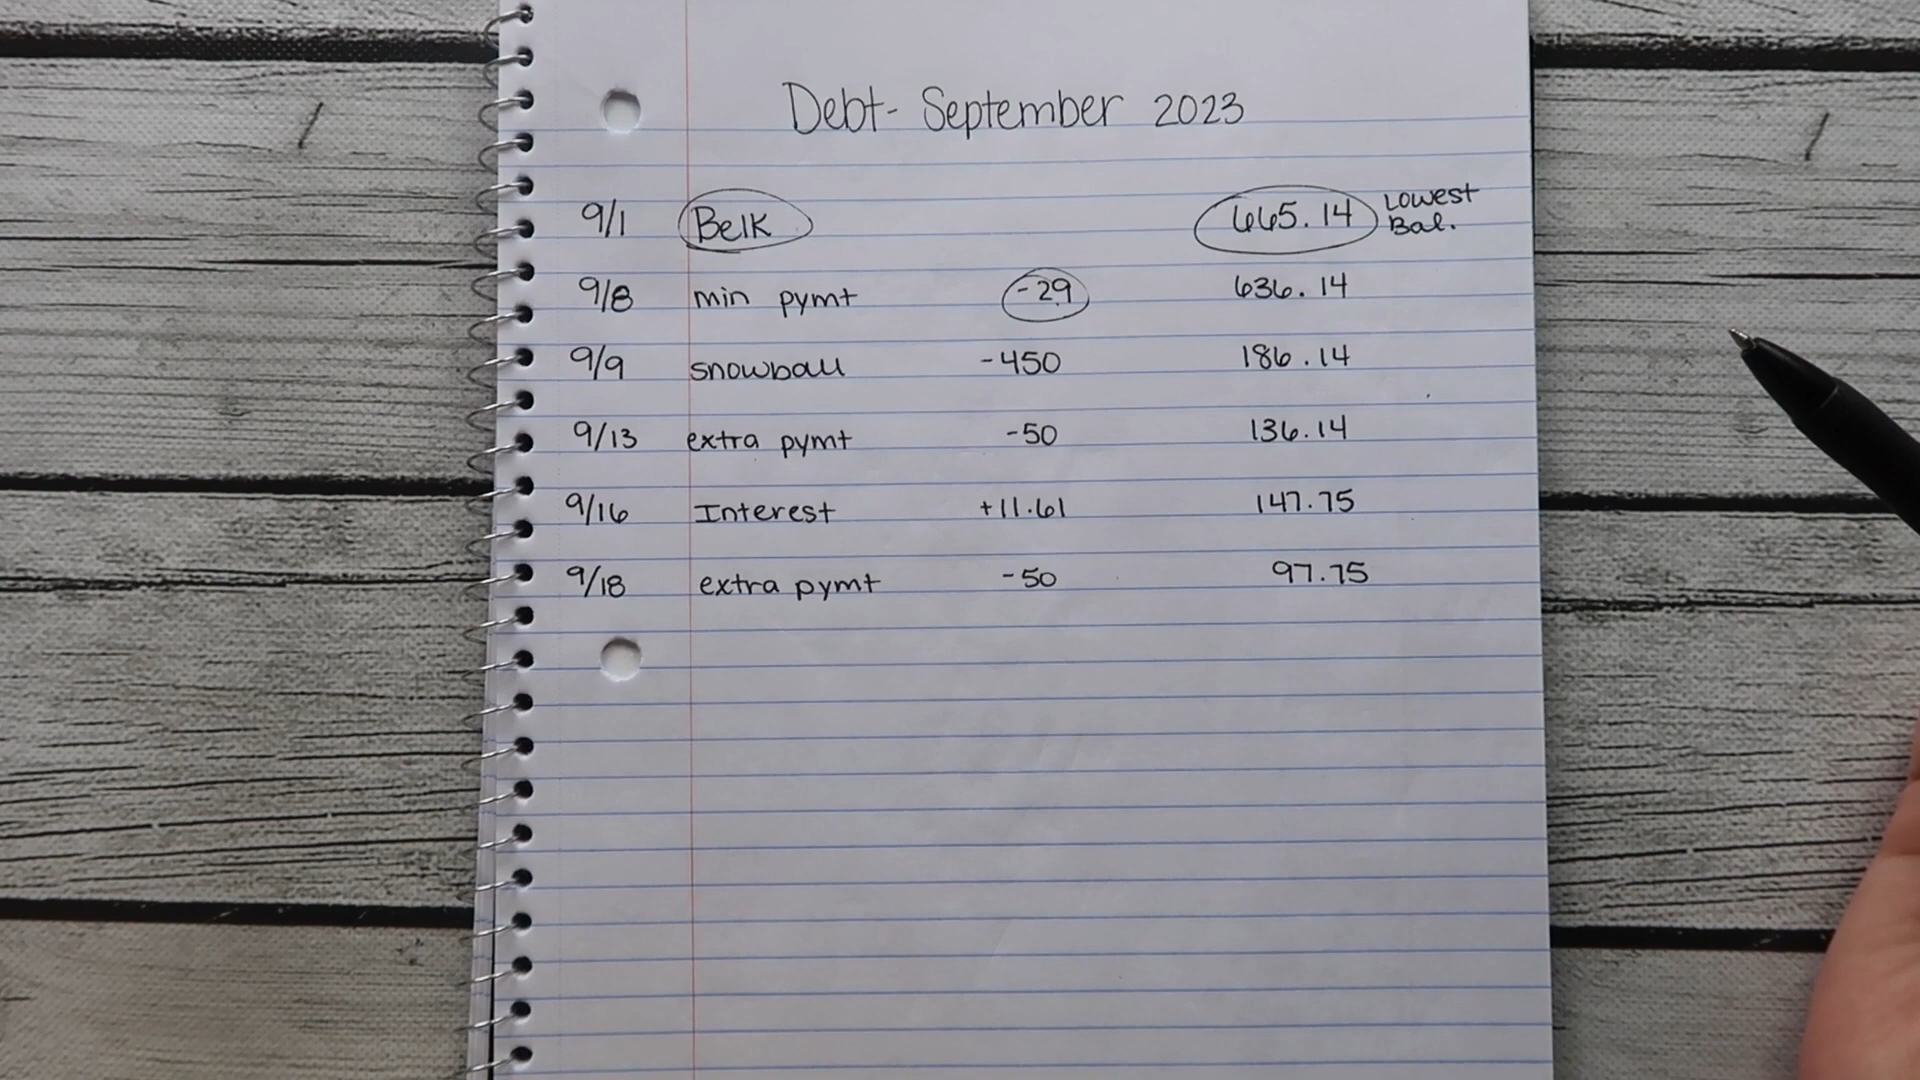 Debt- September 2023
9/1 Belk 665.14 Lowest Bal.
9/8 min pymt -29 636.14
9/9 snowball -450 186.14
9/13 extra pymt -50 136.14
9/16 Interest +11.61 147.75
9/18 extra pymt -50 97.75